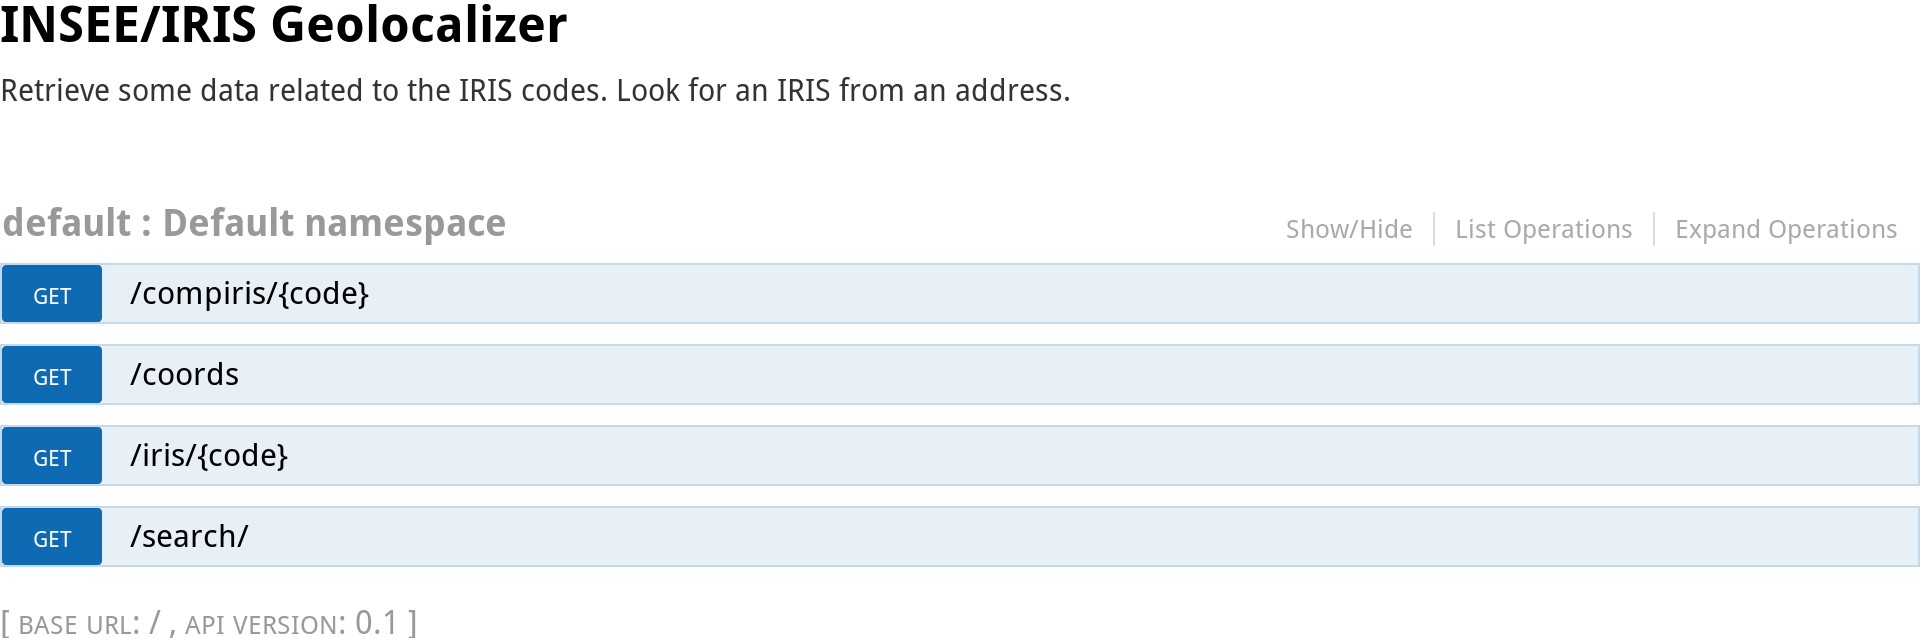 INSEE/IRIS Geolocalizer
Retrieve some data related to the IRIS codes. Look for an IRIS from an address.
default : Default namespace
Show/Hide
List Operations
Expand Operations
GET /compiris/{code}
GET /coords
GET /iris/{code}
GET /search/
[ BASE URL: / , API VERSION: 0.1 ]